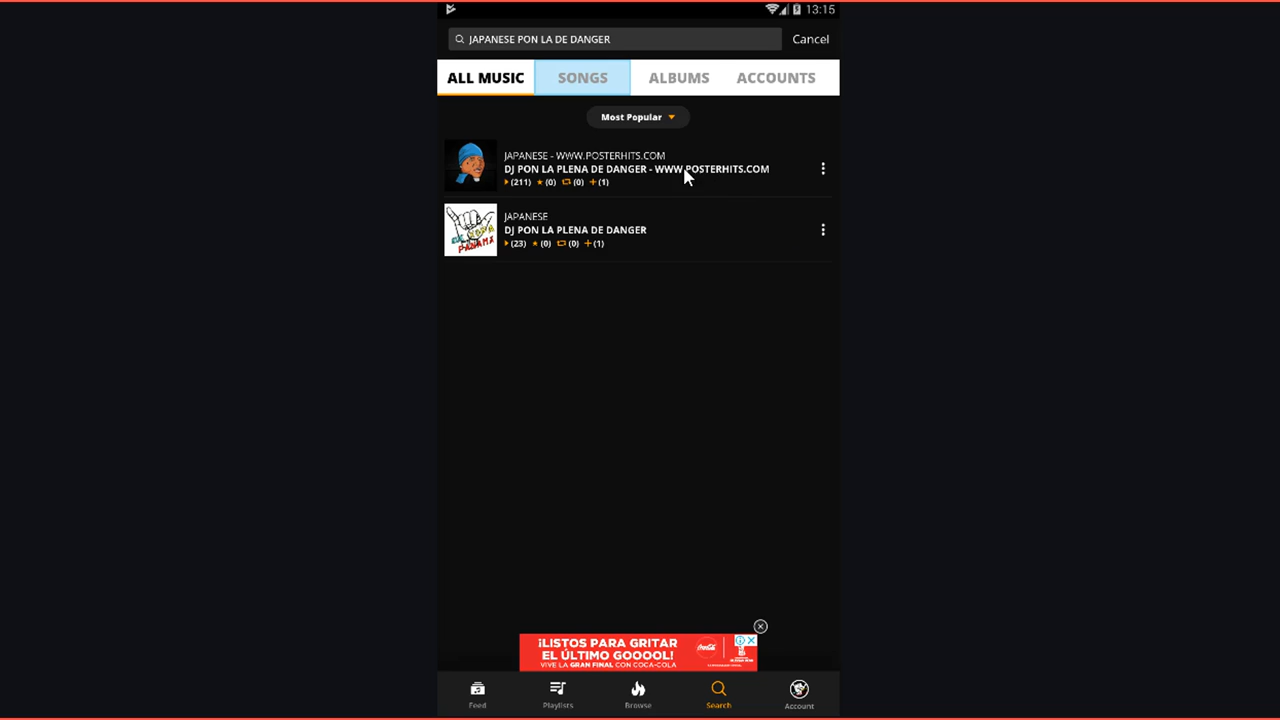 13:15
JAPANESE PON LA DE DANGER
Cancel
ALL MUSIC
SONGS
ALBUMS
ACCOUNTS
Most Popular
JAPANESE - WWW.POSTERHITS.COM
DJ PON LA PLENA DE DANGER - WWW.POSTERHITS.COM
(211) (0) (0) (1)
JAPANESE
DJ PON LA PLENA DE DANGER
(23) (0) (0) (1)
¡LISTOS PARA GRITAR
EL ÚLTIMO GOOOOL!
VIVE LA GRAN FINAL CON COCA-COLA
Coca-Cola
Feed
Playlists
Browse
Search
Account